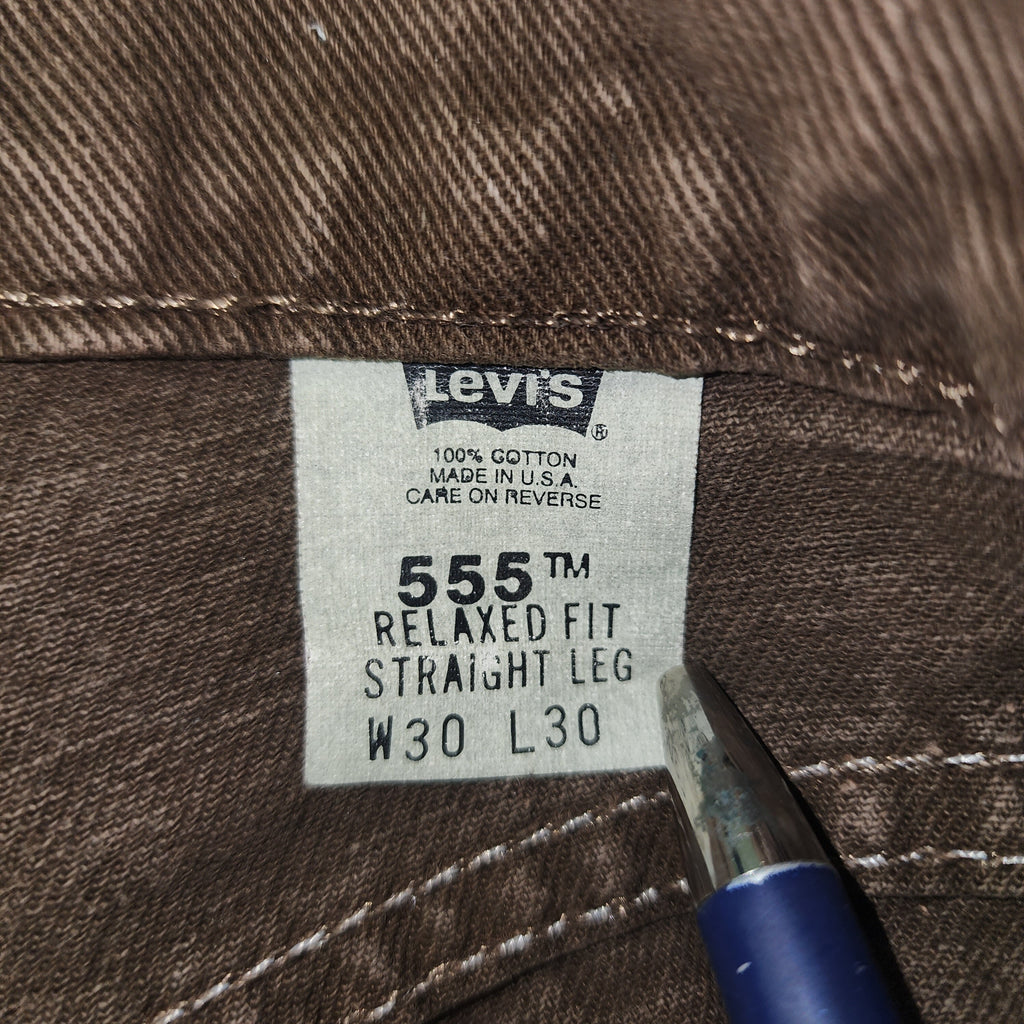 Levi's ®
100% COTTON
MADE IN U.S.A.
CARE ON REVERSE
555™
RELAXED FIT
STRAIGHT LEG
W30 L30